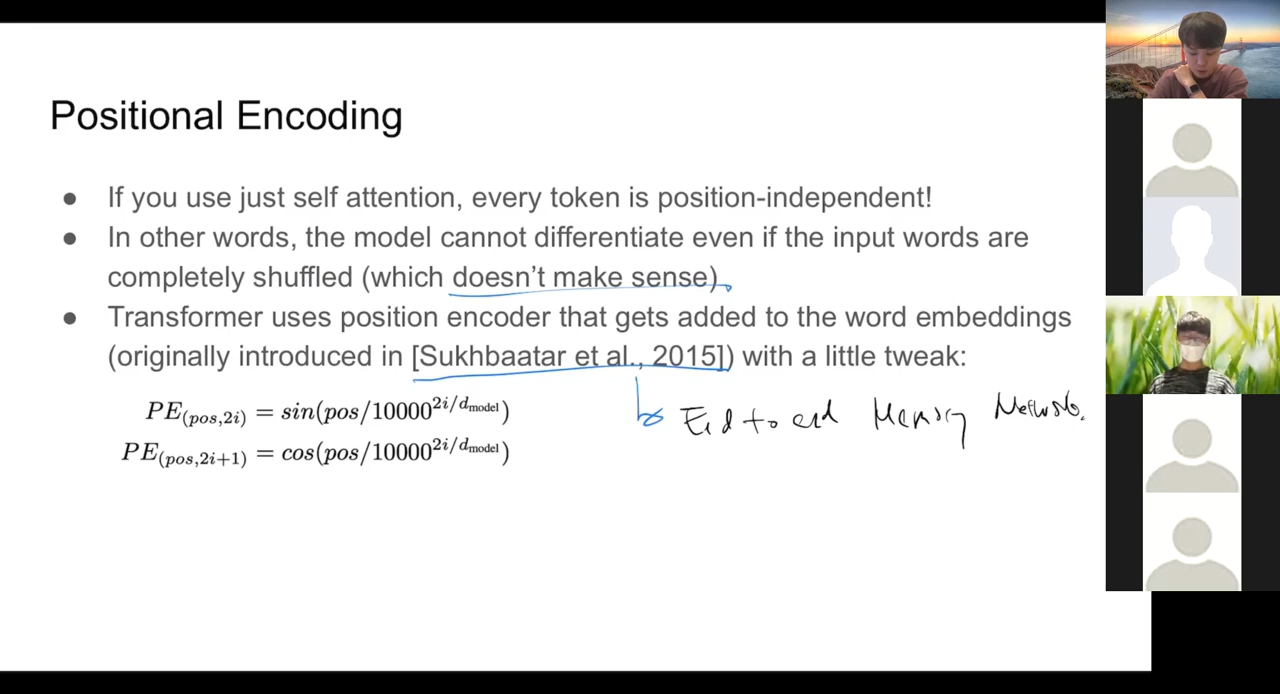 Positional Encoding
● If you use just self attention, every token is position-independent!
● In other words, the model cannot differentiate even if the input words are
completely shuffled (which doesn't make sense)
● Transformer uses position encoder that gets added to the word embeddings
(originally introduced in [Sukhbaatar et al., 2015]) with a little tweak:
PE(pos,2i) = sin(pos/10000^2i/dmodel)
PE(pos,2i+1) = cos(pos/10000^2i/dmodel)
End to end Memory Networks.